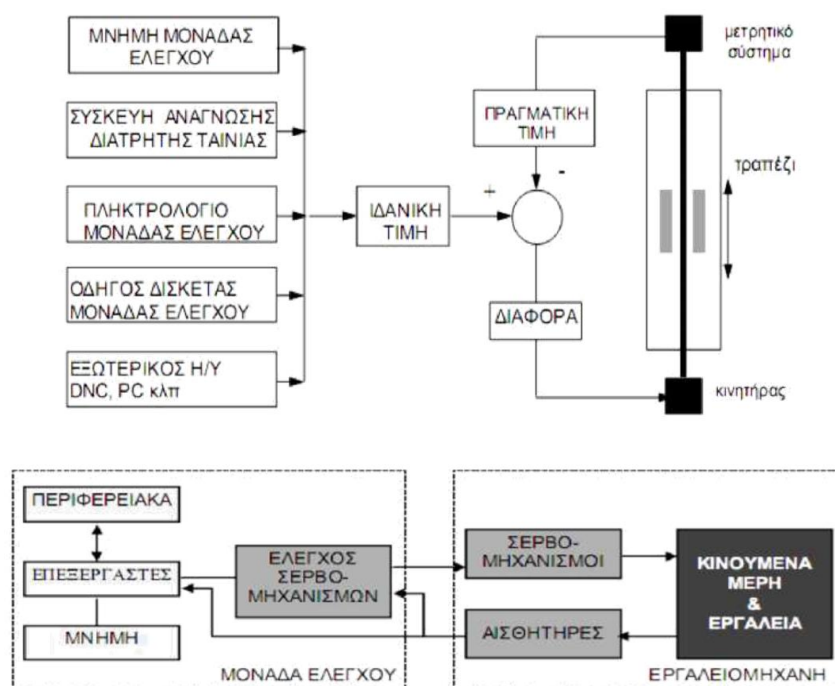 ΜΝΗΜΗ ΜΟΝΑΔΑΣ
ΕΛΕΓΧΟΥ
ΣΥΣΚΕΥΗ ΑΝΑΓΝΩΣΗΣ
ΔΙΑΤΡΗΤΗΣ ΤΑΙΝΙΑΣ
ΠΛΗΚΤΡΟΛΟΓΙΟ
ΜΟΝΑΔΑΣ ΕΛΕΓΧΟΥ
ΟΔΗΓΟΣ ΔΙΣΚΕΤΑΣ
ΜΟΝΑΔΑΣ ΕΛΕΓΧΟΥ
ΕΞΩΤΕΡΙΚΟΣ Η/Υ
DNC, PC κλπ
ΙΔΑΝΙΚΗ
ΤΙΜΗ
+
-
ΠΡΑΓΜΑΤΙΚΗ
ΤΙΜΗ
ΔΙΑΦΟΡΑ
μετρητικό
σύστημα
τραπέζι
κινητήρας
ΠΕΡΙΦΕΡΕΙΑΚΑ
ΕΠΕΞΕΡΓΑΣΤΕΣ
ΜΝΗΜΗ
ΕΛΕΓΧΟΣ
ΣΕΡΒΟ-
ΜΗΧΑΝΙΣΜΩΝ
ΜΟΝΑΔΑ ΕΛΕΓΧΟΥ
ΣΕΡΒΟ-
ΜΗΧΑΝΙΣΜΟΙ
ΑΙΣΘΗΤΗΡΕΣ
ΚΙΝΟΥΜΕΝΑ
ΜΕΡΗ
&
ΕΡΓΑΛΕΙΑ
ΕΡΓΑΛΕΙΟΜΗΧΑΝΗ